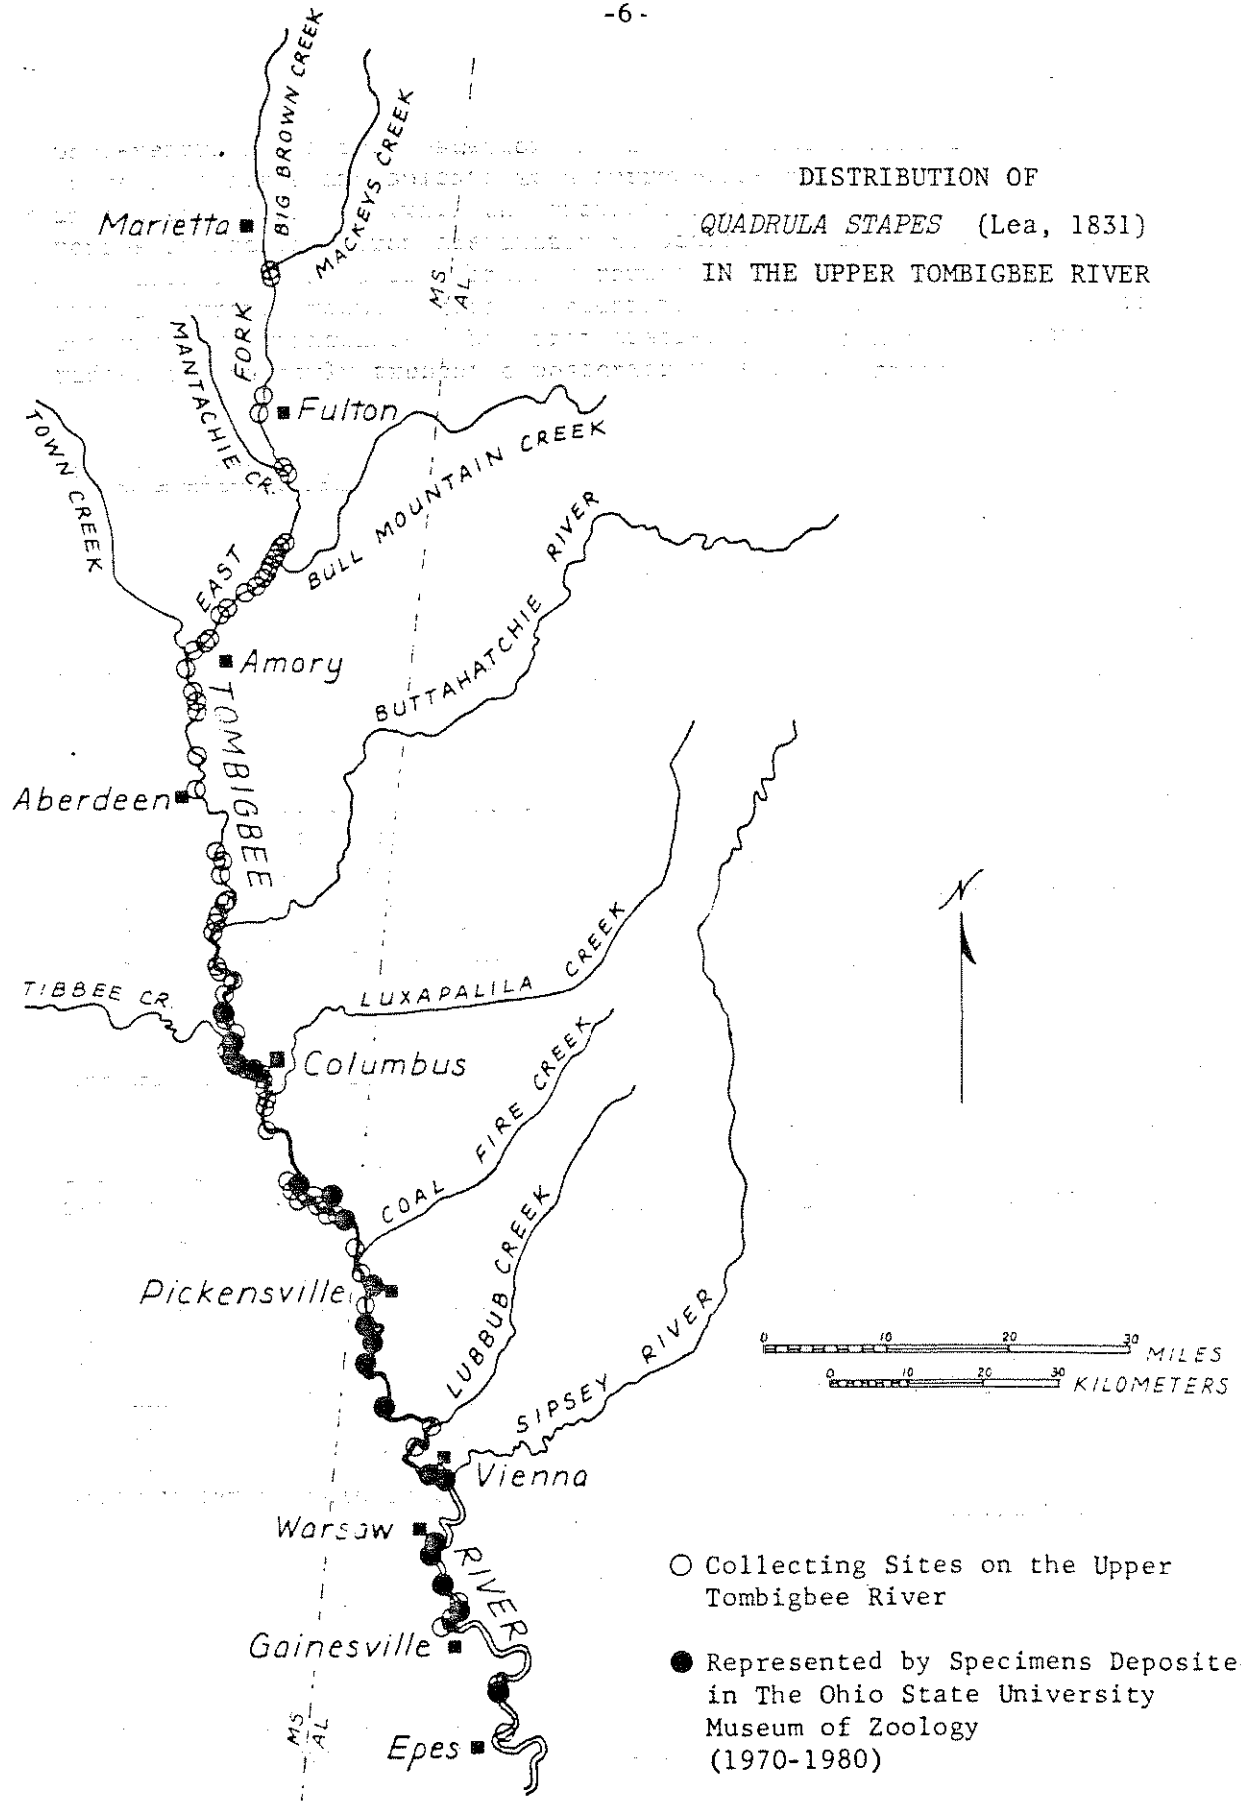 -6-
DISTRIBUTION OF
QUADRULA STAPES (Lea, 1831)
IN THE UPPER TOMBIGBEE RIVER
BIG BROWN CREEK
MACKEYS CREEK
Marietta
MS
AL
FORK
MANTACHIE CR.
Fulton
TOWN CREEK
BULL MOUNTAIN CREEK
EAST
BUTTAHATCHIE RIVER
Amory
TOMBIGBEE
Aberdeen
N
TIBBEE CR.
LUXAPALILA CREEK
Columbus
COAL FIRE CREEK
Pickensville
LUBBUB CREEK
SIPSEY RIVER
0 10 20 30 MILES
0 10 20 30 KILOMETERS
Vienna
Warsaw
RIVER
Gainesville
MS
AL
Epes
Collecting Sites on the Upper
Tombigbee River
Represented by Specimens Deposite
in The Ohio State University
Museum of Zoology
(1970-1980)